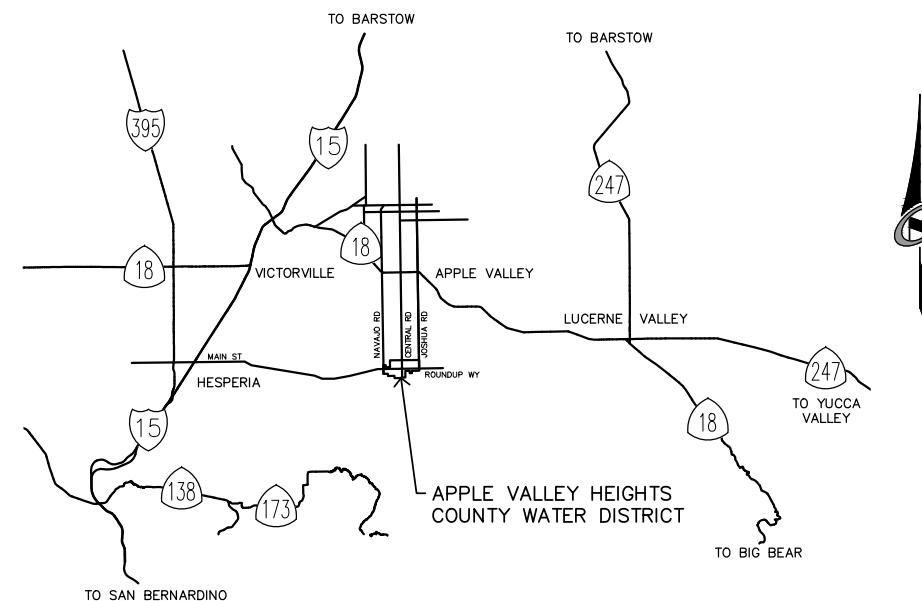 TO BARSTOW
TO BARSTOW
395
15
247
18
18
VICTORVILLE
APPLE VALLEY
NAVAJO RD
CENTRAL RD
JOSHUA RD
LUCERNE VALLEY
MAIN ST
HESPERIA
ROUNDUP WY
247
TO YUCCA
VALLEY
15
18
138
173
APPLE VALLEY HEIGHTS
COUNTY WATER DISTRICT
TO BIG BEAR
TO SAN BERNARDINO